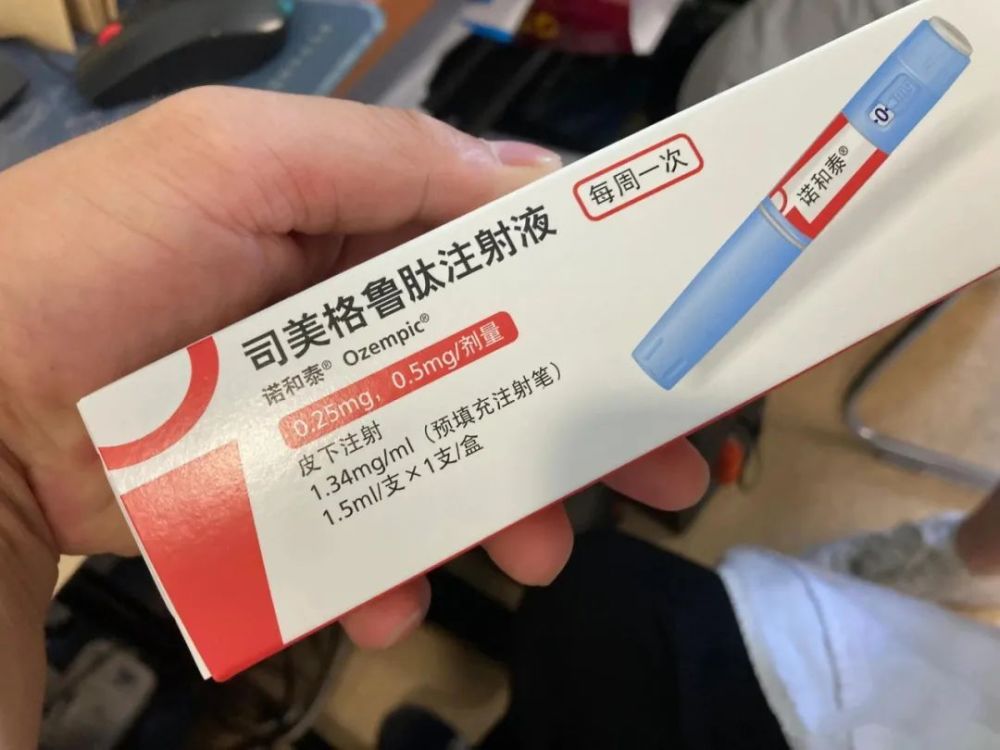 司美格鲁肽注射液
诺和泰® Ozempic®
每周一次
0.25mg，0.5mg/剂量
皮下注射
1.34mg/ml（预填充注射笔）
1.5ml/支×1支/盒
诺和泰®
0
mg